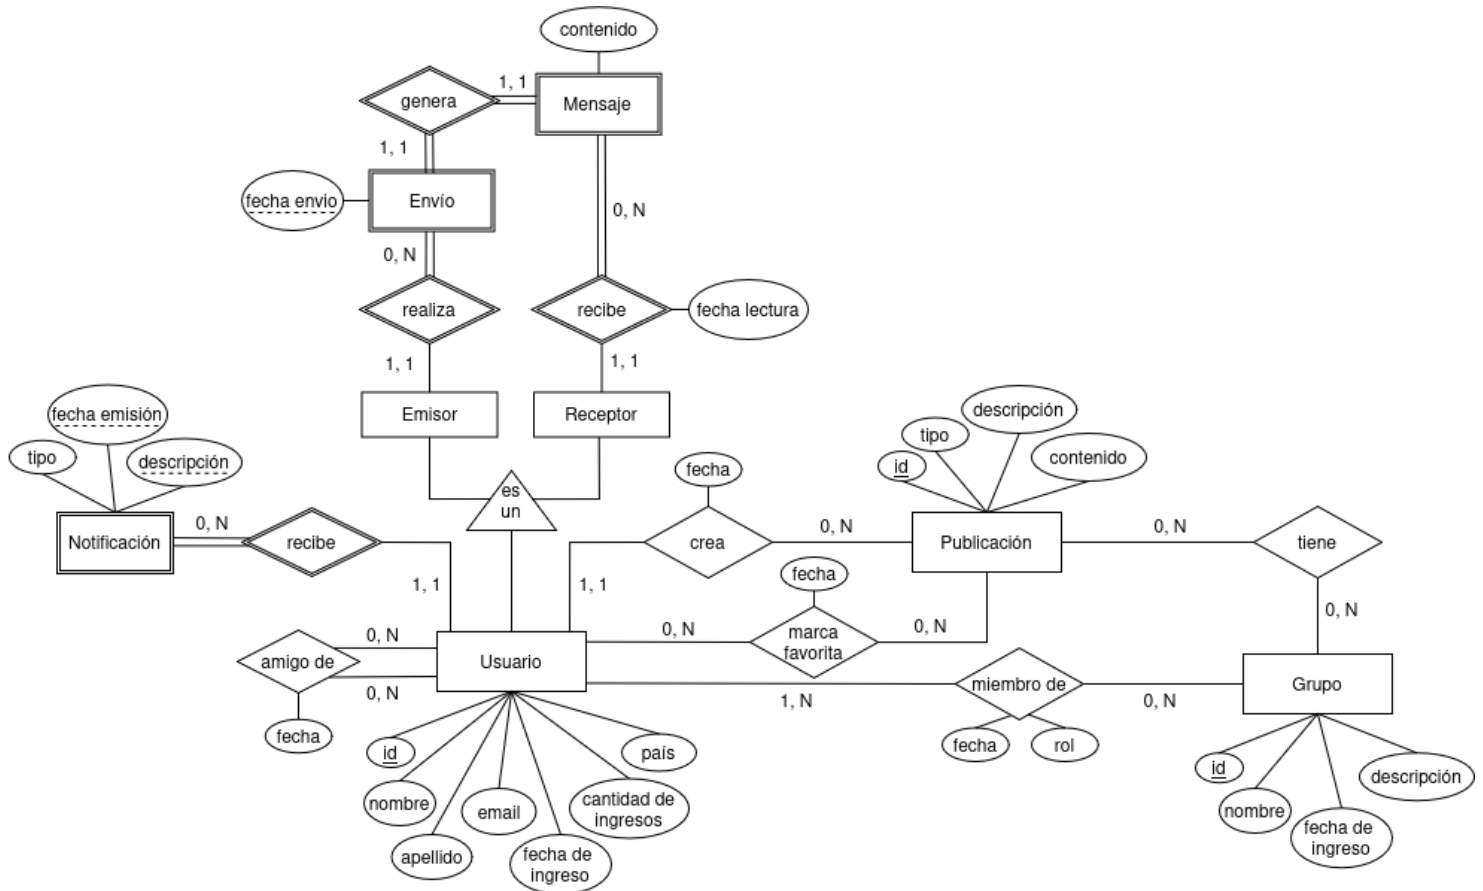 contenido
genera
1, 1
Mensaje
1, 1
fecha envio
Envío
0, N
0, N
realiza
recibe
fecha lectura
1, 1
1, 1
Emisor
Receptor
fecha emisión
tipo
descripción
descripción
tipo
id
contenido
fecha
es
un
Notificación
0, N
recibe
1, 1
crea
0, N
1, 1
Publicación
0, N
tiene
0, N
fecha
0, N
marca
favorita
0, N
amigo de
0, N
0, N
fecha
Usuario
1, N
miembro de
0, N
fecha
rol
Grupo
id
nombre
apellido
email
fecha de
ingreso
cantidad de
ingresos
país
id
nombre
fecha de
ingreso
descripción